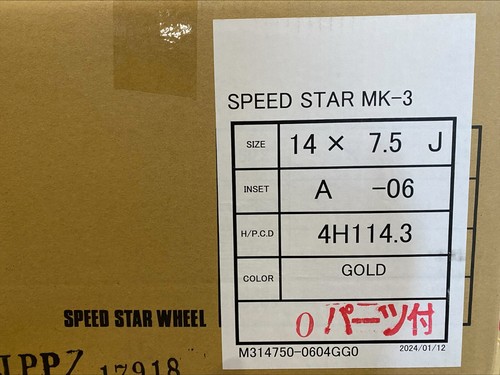 SPEED STAR MK-3
SIZE 14 × 7.5 J
INSET A -06
H/P.C.D 4H114.3
COLOR GOLD
0 パーツ付
M314750-0604GG0 2024/01/12
SPEED STAR WHEEL
17918